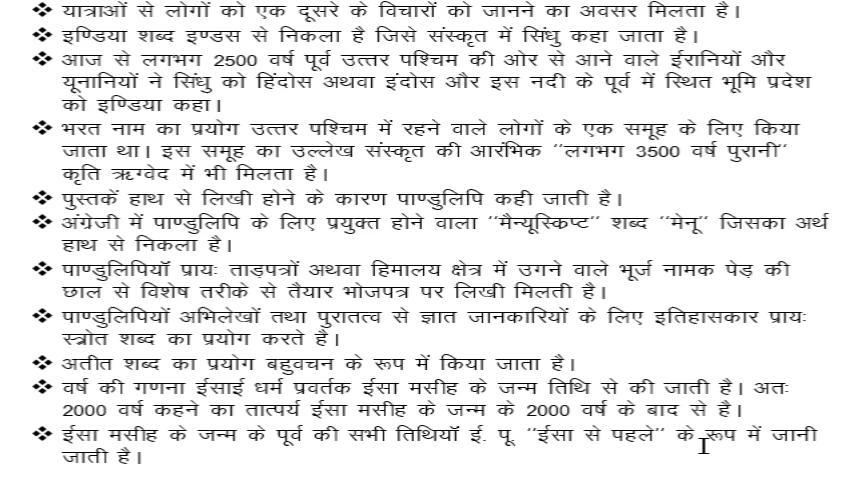 ❖ यात्राओं से लोगों को एक दूसरे के विचारों को जानने का अवसर मिलता है।
❖ इण्डिया शब्द इण्डस से निकला है जिसे संस्कृत में सिंधु कहा जाता है।
❖ आज से लगभग 2500 वर्ष पूर्व उत्तर पश्चिम की ओर से आने वाले ईरानियों और
यूनानियों ने सिंधु को हिंदोस अथवा इंदोस और इस नदी के पूर्व में स्थित भूमि प्रदेश
को इण्डिया कहा।
❖ भरत नाम का प्रयोग उत्तर पश्चिम में रहने वाले लोगों के एक समूह के लिए किया
जाता था। इस समूह का उल्लेख संस्कृत की आरंभिक ''लगभग 3500 वर्ष पुरानी''
कृति ऋग्वेद में भी मिलता है।
❖ पुस्तकें हाथ से लिखी होने के कारण पाण्डुलिपि कही जाती है।
❖ अंग्रेजी में पाण्डुलिपि के लिए प्रयुक्त होने वाला ''मैन्यूस्क्रिप्ट'' शब्द ''मेनू'' जिसका अर्थ
हाथ से निकला है।
❖ पाण्डुलिपियॉ प्रायः ताड़पत्रों अथवा हिमालय क्षेत्र में उगने वाले भूर्ज नामक पेड़ की
छाल से विशेष तरीके से तैयार भोजपत्र पर लिखी मिलती है।
❖ पाण्डुलिपियों अभिलेखों तथा पुरातत्व से ज्ञात जानकारियों के लिए इतिहासकार प्रायः
स्त्रोत शब्द का प्रयोग करते है।
❖ अतीत शब्द का प्रयोग बहुवचन के रूप में किया जाता है।
❖ वर्ष की गणना ईसाई धर्म प्रवर्तक ईसा मसीह के जन्म तिथि से की जाती है। अतः
2000 वर्ष कहने का तात्पर्य ईसा मसीह के जन्म के 2000 वर्ष के बाद से है।
❖ ईसा मसीह के जन्म के पूर्व की सभी तिथियॉ ई. पू. ''ईसा से पहले'' के रूप में जानी
जाती है।